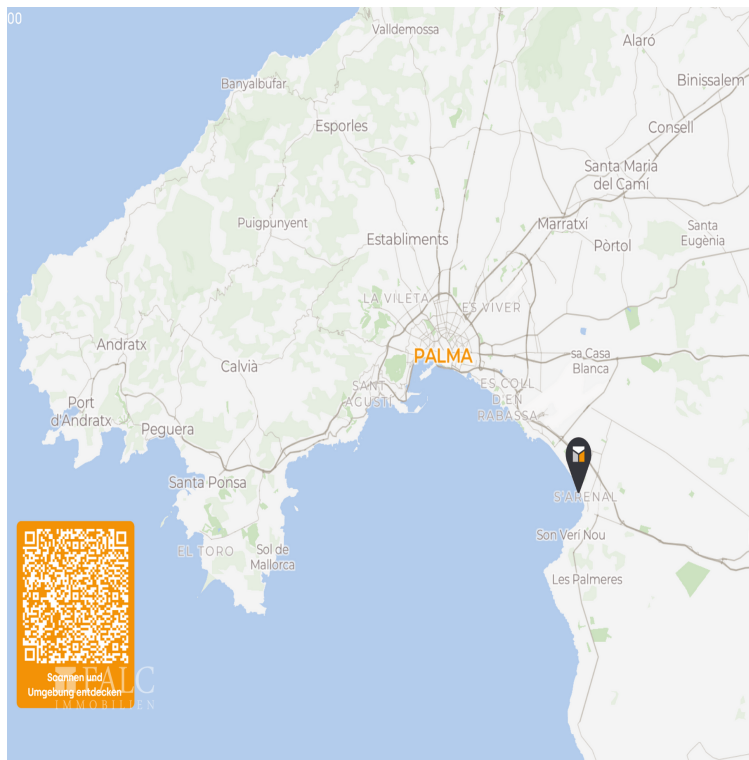 00
Valldemossa
Alaró
Banyalbufar
Binissalem
Esporles
Consell
Santa Maria
del Camí
Puigpunyent
Establiments
Marratxí
Pòrtol
Santa
Eugènia
LA VILETA
ES VIVER
Andratx
Calvià
PALMA
sa Casa
Blanca
SANT
AGUSTÍ
ES COLL
D'EN
RABASSA
Port
d'Andratx
Peguera
Santa Ponsa
S'ARENAL
Son Verí Nou
EL TORO
Sol de
Mallorca
Les Palmeres
Scannen und
Umgebung entdecken
FALC
IMMOBILIEN